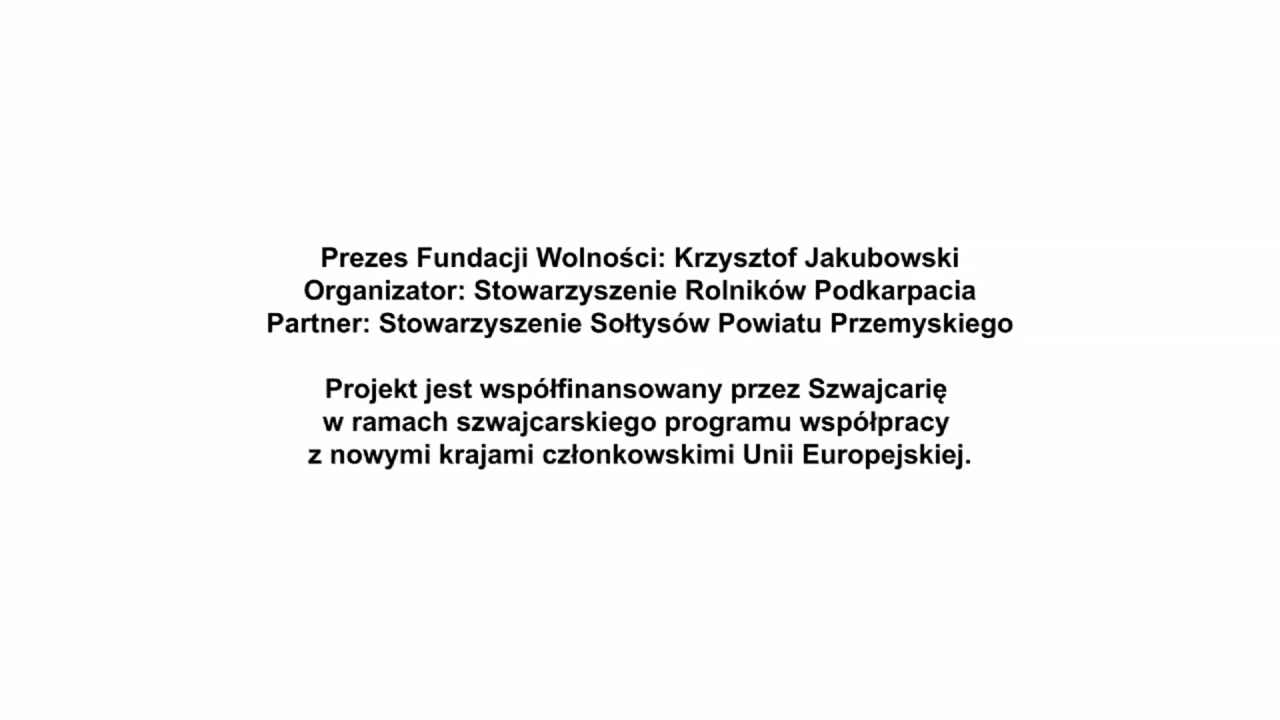 Prezes Fundacji Wolności: Krzysztof Jakubowski
Organizator: Stowarzyszenie Rolników Podkarpacia
Partner: Stowarzyszenie Sołtysów Powiatu Przemyskiego
Projekt jest współfinansowany przez Szwajcarię
w ramach szwajcarskiego programu współpracy
z nowymi krajami członkowskimi Unii Europejskiej.